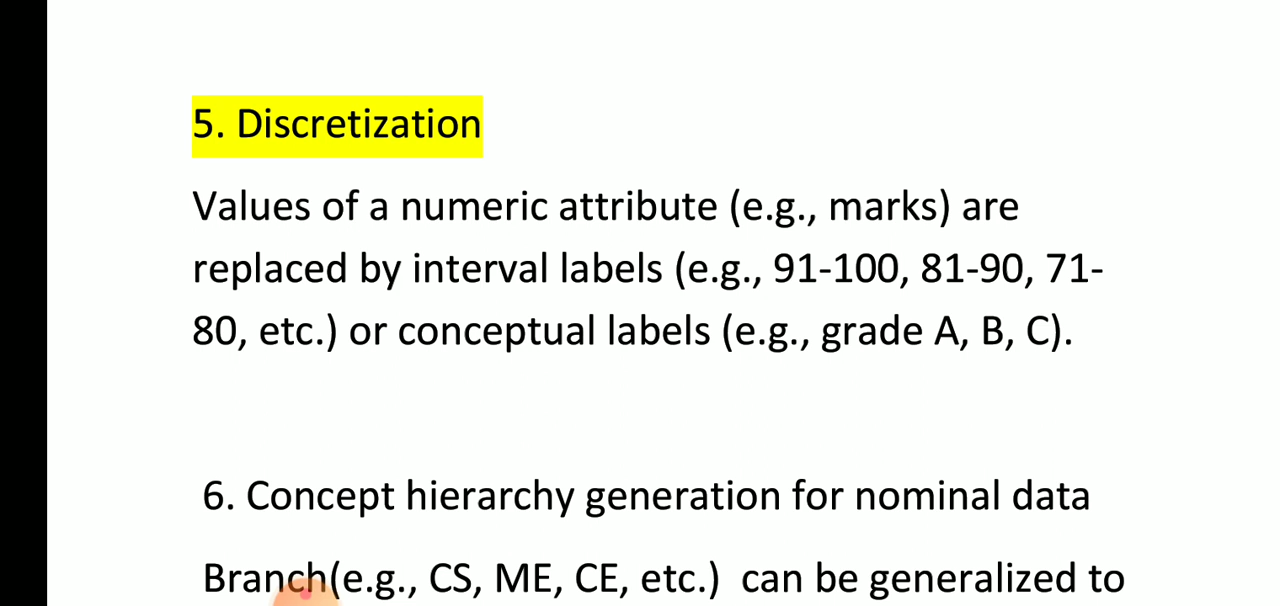 5. Discretization
Values of a numeric attribute (e.g., marks) are
replaced by interval labels (e.g., 91-100, 81-90, 71-
80, etc.) or conceptual labels (e.g., grade A, B, C).
6. Concept hierarchy generation for nominal data
Branch(e.g., CS, ME, CE, etc.)  can be generalized to